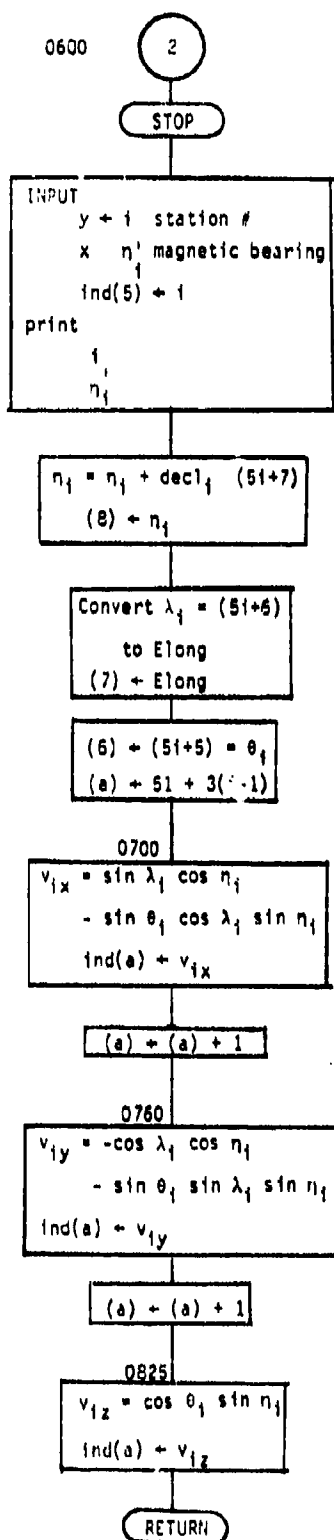 0600
2
STOP
INPUT
y ← i station #
x η'i magnetic bearing
ind(5) ← i
print
i
η'i
ηi = ηi + decli (5i+7)
(8) ← ηi
Convert λi = (5i+6)
to Elong
(7) ← Elong
(6) ← (5i+5) = θi
(a) ← 51 + 3(i-1)
0700
vix = sin λi cos ηi
- sin θi cos λi sin ηi
ind(a) ← vix
(a) ← (a) + 1
0760
viy = -cos λi cos ηi
- sin θi sin λi sin ηi
ind(a) ← viy
(a) ← (a) + 1
0825
viz = cos θi sin ηi
ind(a) ← viz
RETURN